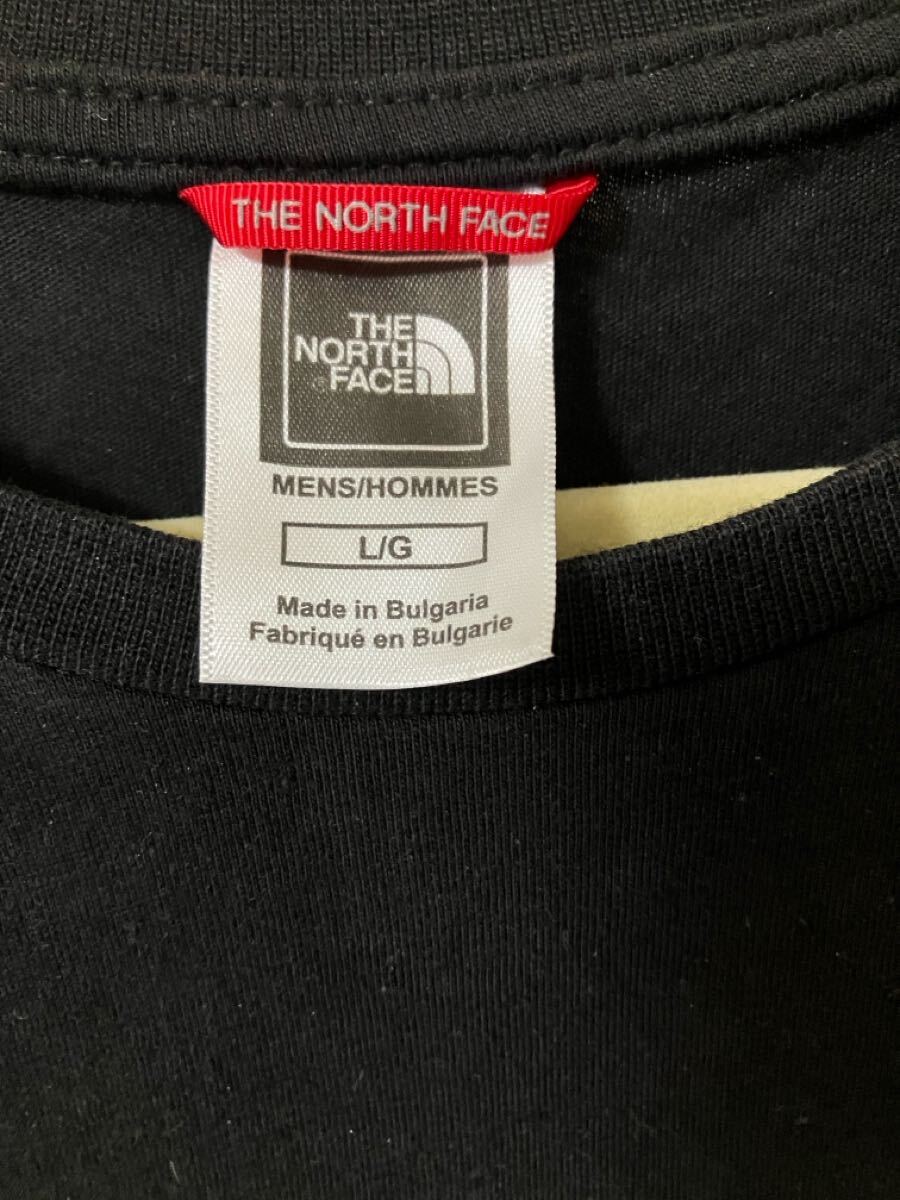 THE NORTH FACE
THE
NORTH
FACE
MENS/HOMMES
L/G
Made in Bulgaria
Fabriqué en Bulgarie